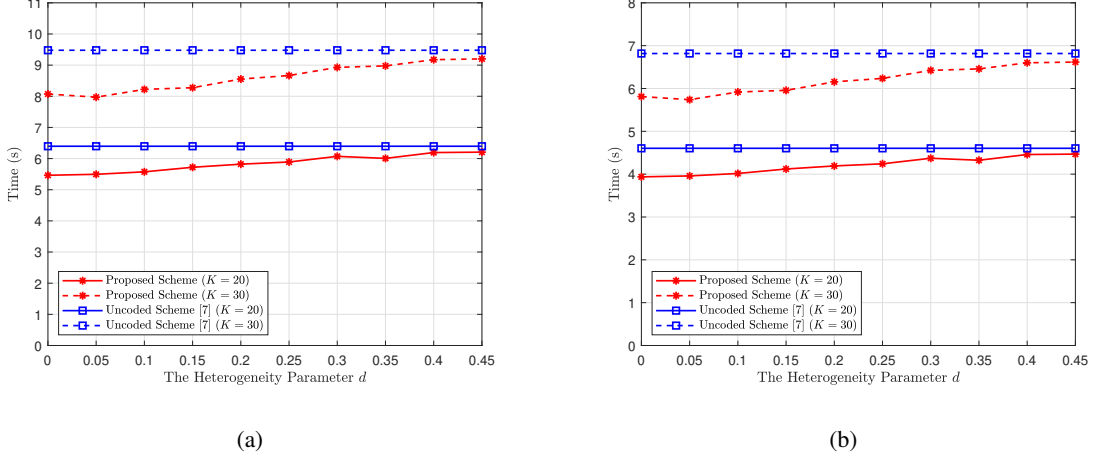 11
10
9
8
7
6
5
4
3
2
1
0
Time (s)
Proposed Scheme (K = 20)
Proposed Scheme (K = 30)
Uncoded Scheme [7] (K = 20)
Uncoded Scheme [7] (K = 30)
0 0.05 0.1 0.15 0.2 0.25 0.3 0.35 0.4 0.45
The Heterogeneity Parameter d
(a)
8
7
6
5
4
3
2
1
0
Time (s)
Proposed Scheme (K = 20)
Proposed Scheme (K = 30)
Uncoded Scheme [7] (K = 20)
Uncoded Scheme [7] (K = 30)
0 0.05 0.1 0.15 0.2 0.25 0.3 0.35 0.4 0.45
The Heterogeneity Parameter d
(b)